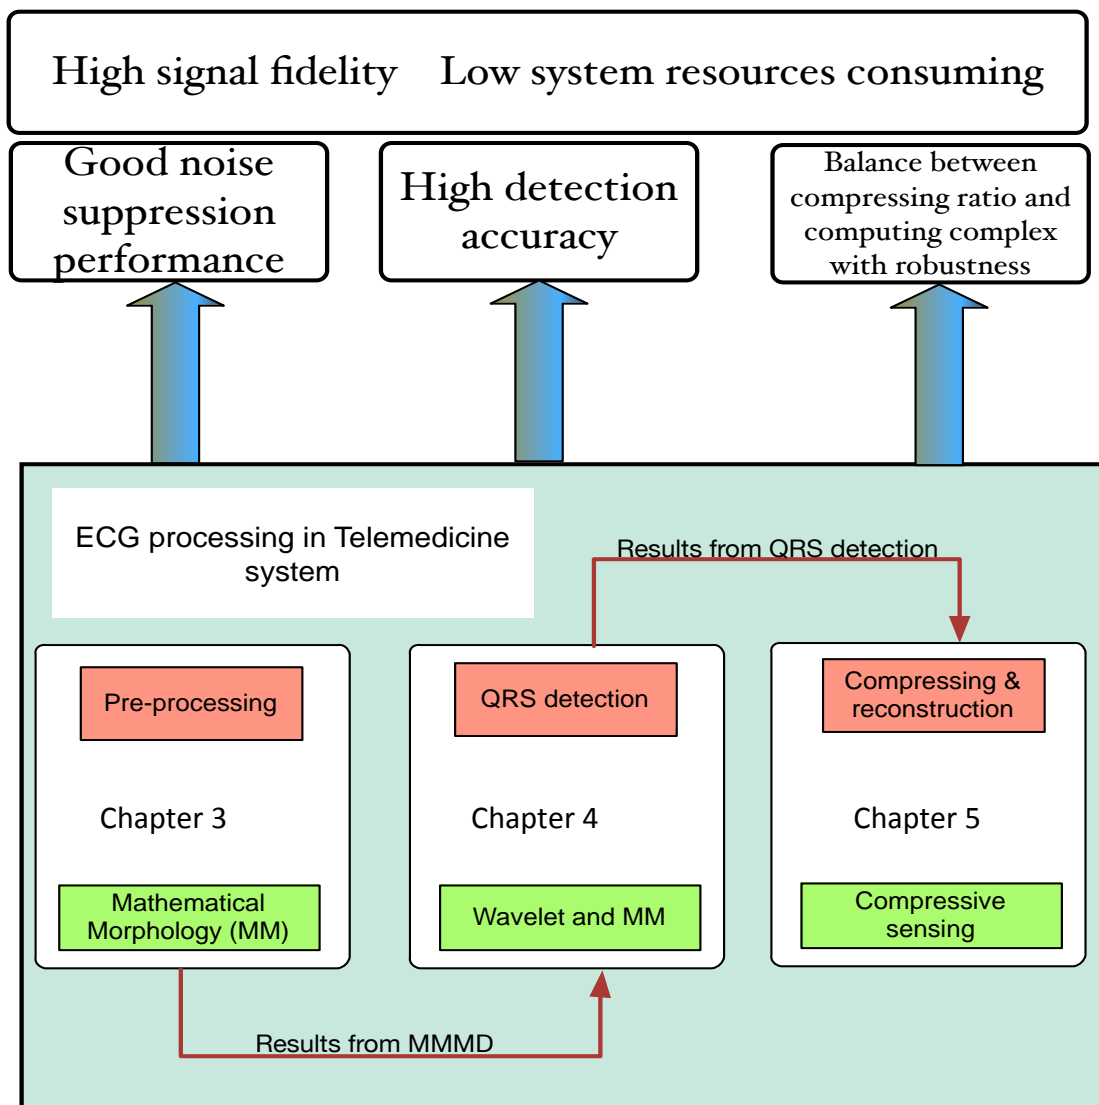 High signal fidelity Low system resources consuming
Good noise
suppression
performance
High detection
accuracy
Balance between
compressing ratio and
computing complex
with robustness
ECG processing in Telemedicine
system
Results from QRS detection
Pre-processing
Chapter 3
Mathematical
Morphology (MM)
QRS detection
Chapter 4
Wavelet and MM
Compressing &
reconstruction
Chapter 5
Compressive
sensing
Results from MMMD